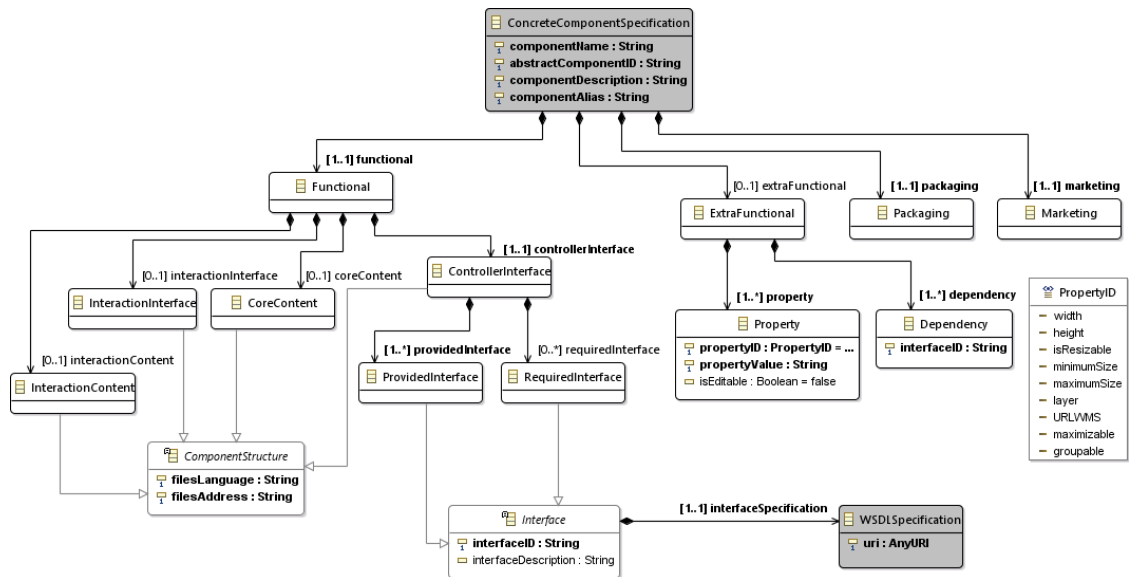 ConcreteComponentSpecification
componentName : String
abstractComponentID : String
componentDescription : String
componentAlias : String
[1..1] functional
[0..1] extraFunctional
[1..1] packaging
[1..1] marketing
Functional
ExtraFunctional
Packaging
Marketing
[1..1] controllerInterface
[0..1] interactionInterface
[0..1] coreContent
ControllerInterface
InteractionInterface
CoreContent
[1..*] property
[1..*] dependency
PropertyID
width
height
isResizable
minimumSize
maximumSize
layer
URLWMS
maximizable
groupable
Property
propertyID : PropertyID = ...
propertyValue : String
isEditable : Boolean = false
Dependency
interfaceID : String
[0..1] interactionContent
[1..*] providedInterface
[0..*] requiredInterface
InteractionContent
ProvidedInterface
RequiredInterface
ComponentStructure
filesLanguage : String
filesAddress : String
Interface
interfaceID : String
interfaceDescription : String
[1..1] interfaceSpecification
WSDLSpecification
uri : AnyURI